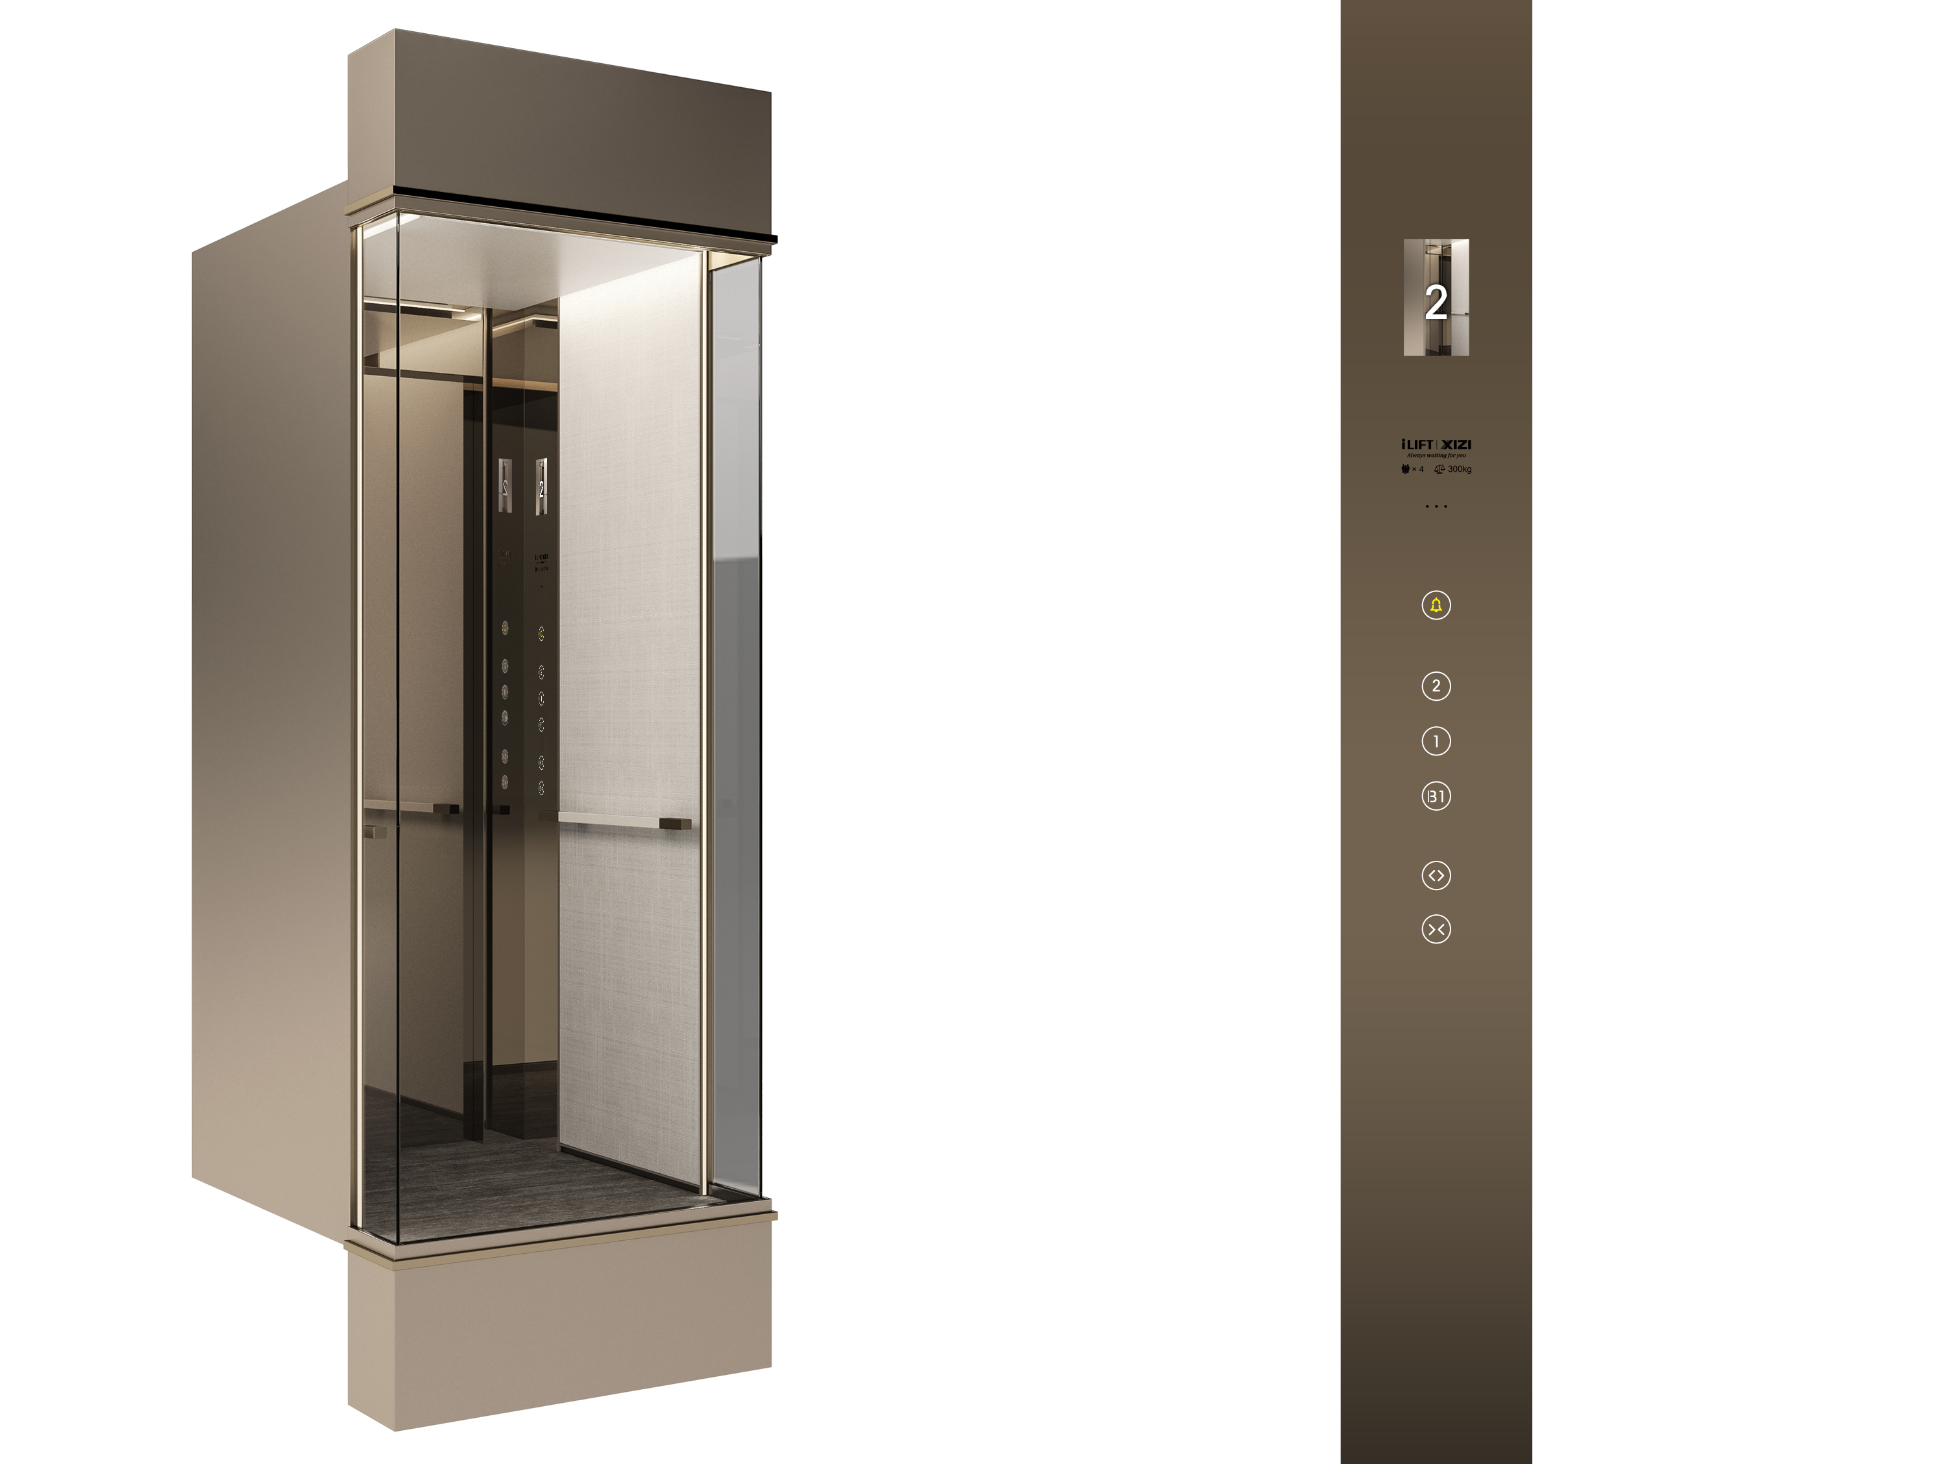 2
iLIFT | XIZI
Always waiting for you
× 4 300kg
2
1
B1